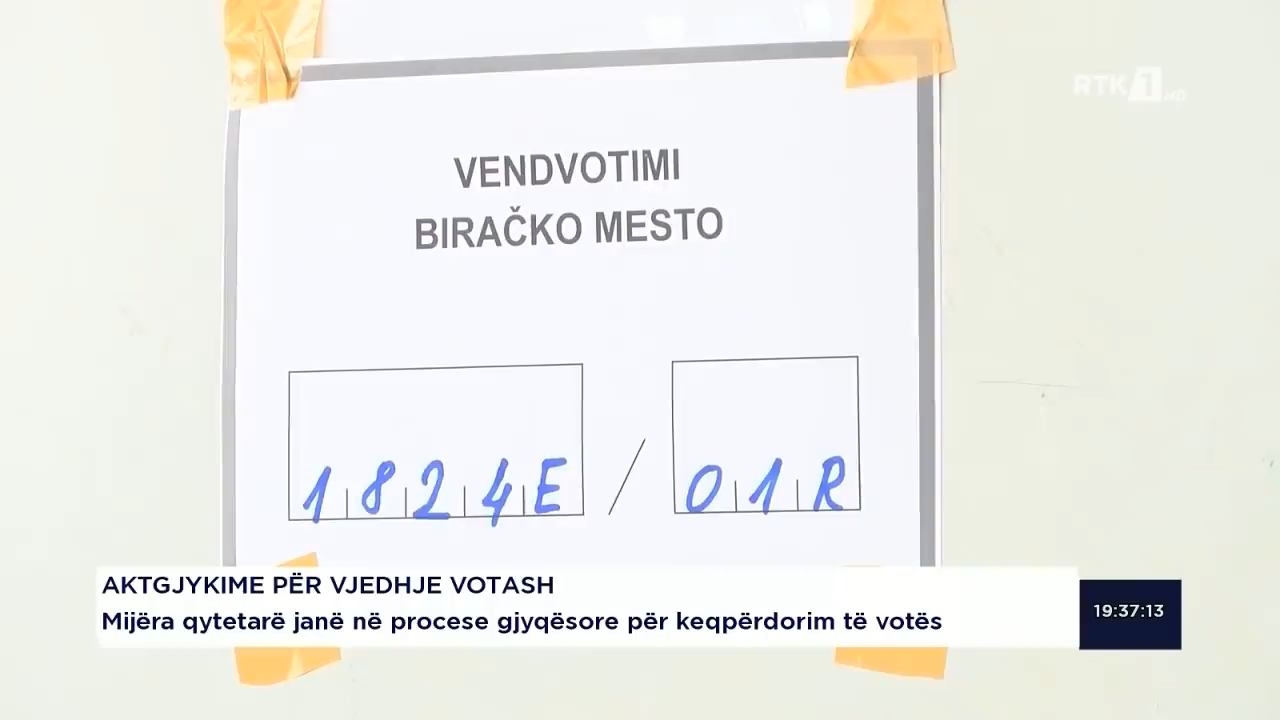 RTK 1 HD
VENDVOTIMI
BIRAČKO MESTO
1824E / 01R
AKTGJYKIME PËR VJEDHJE VOTASH
Mijëra qytetarë janë në procese gjyqësore për keqpërdorim të votës
19:37:13